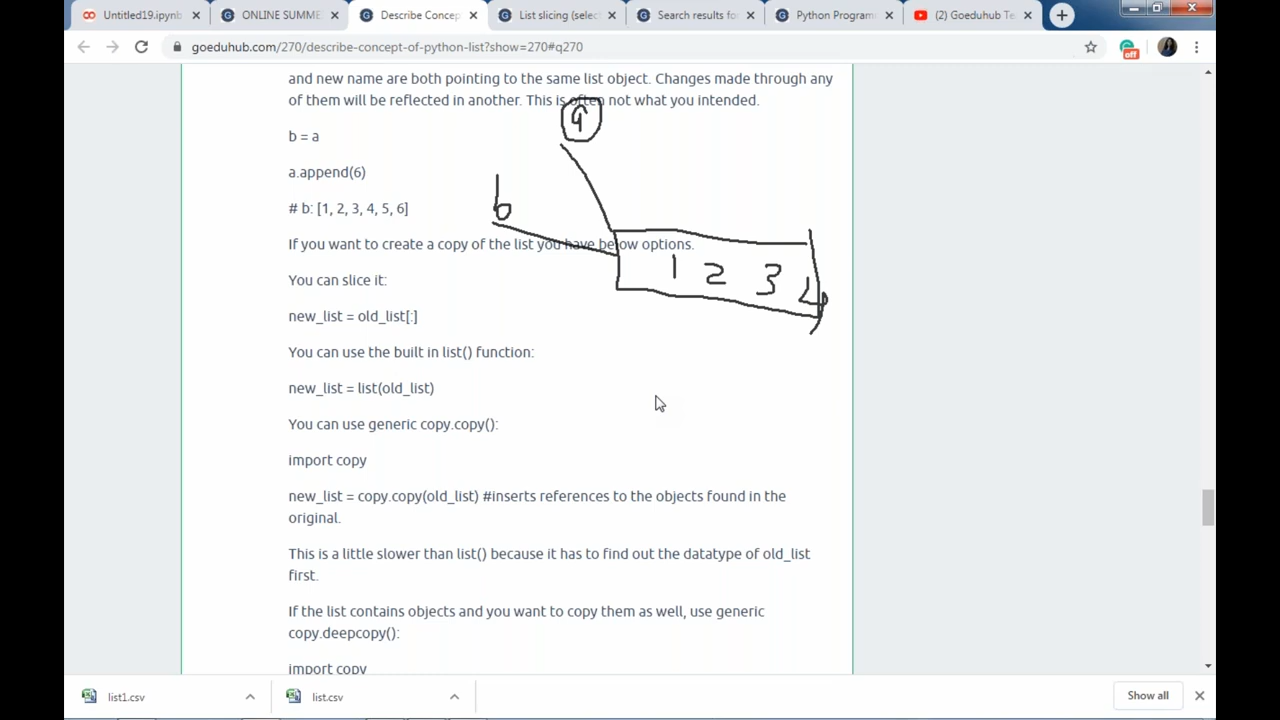 Untitled19.ipynb
ONLINE SUMME
Describe Concep
List slicing (selec
Search results fo
Python Program
(2) Goeduhub Te
goeduhub.com/270/describe-concept-of-python-list?show=270#q270
off
and new name are both pointing to the same list object. Changes made through any
of them will be reflected in another. This is often not what you intended.
a
b = a
a.append(6)
b
# b: [1, 2, 3, 4, 5, 6]
If you want to create a copy of the list you have below options.
1 2 3 4
You can slice it:
new_list = old_list[:]
You can use the built in list() function:
new_list = list(old_list)
You can use generic copy.copy():
import copy
new_list = copy.copy(old_list) #inserts references to the objects found in the
original.
This is a little slower than list() because it has to find out the datatype of old_list
first.
If the list contains objects and you want to copy them as well, use generic
copy.deepcopy():
import copy
list1.csv
list.csv
Show all